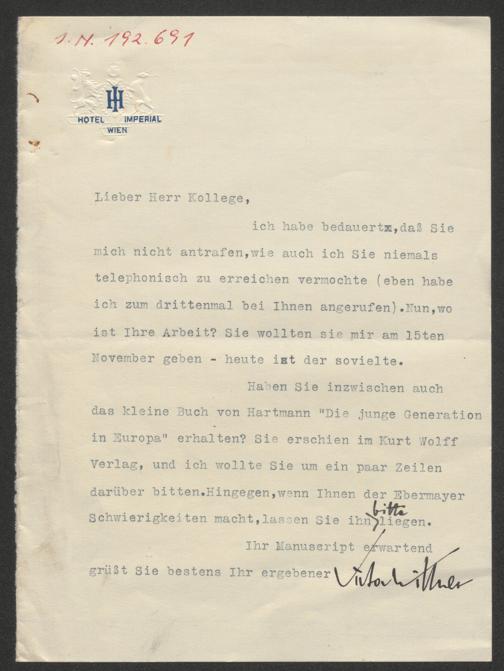 I.N. 192.691
IH
HOTEL IMPERIAL
WIEN
Lieber Herr Kollege,
ich habe bedauertx,daß Sie
mich nicht antrafen,wie auch ich Sie niemals
telephonisch zu erreichen vermochte (eben habe
ich zum drittenmal bei Ihnen angerufen).Nun,wo
ist Ihre Arbeit? Sie wollten sie mir am 15ten
November geben - heute ist der sovielte.
Haben Sie inzwischen auch
das kleine Buch von Hartmann "Die junge Generation
in Europa" erhalten? Sie erschien im Kurt Wolff
Verlag, und ich wollte Sie um ein paar Zeilen
darüber bitten.Hingegen,wenn Ihnen der Ebermayer
Schwierigkeiten macht,lassen Sie ihn bitte liegen.
Ihr Manuscript erwartend
grüßt Sie bestens Ihr ergebener Victor Wittner